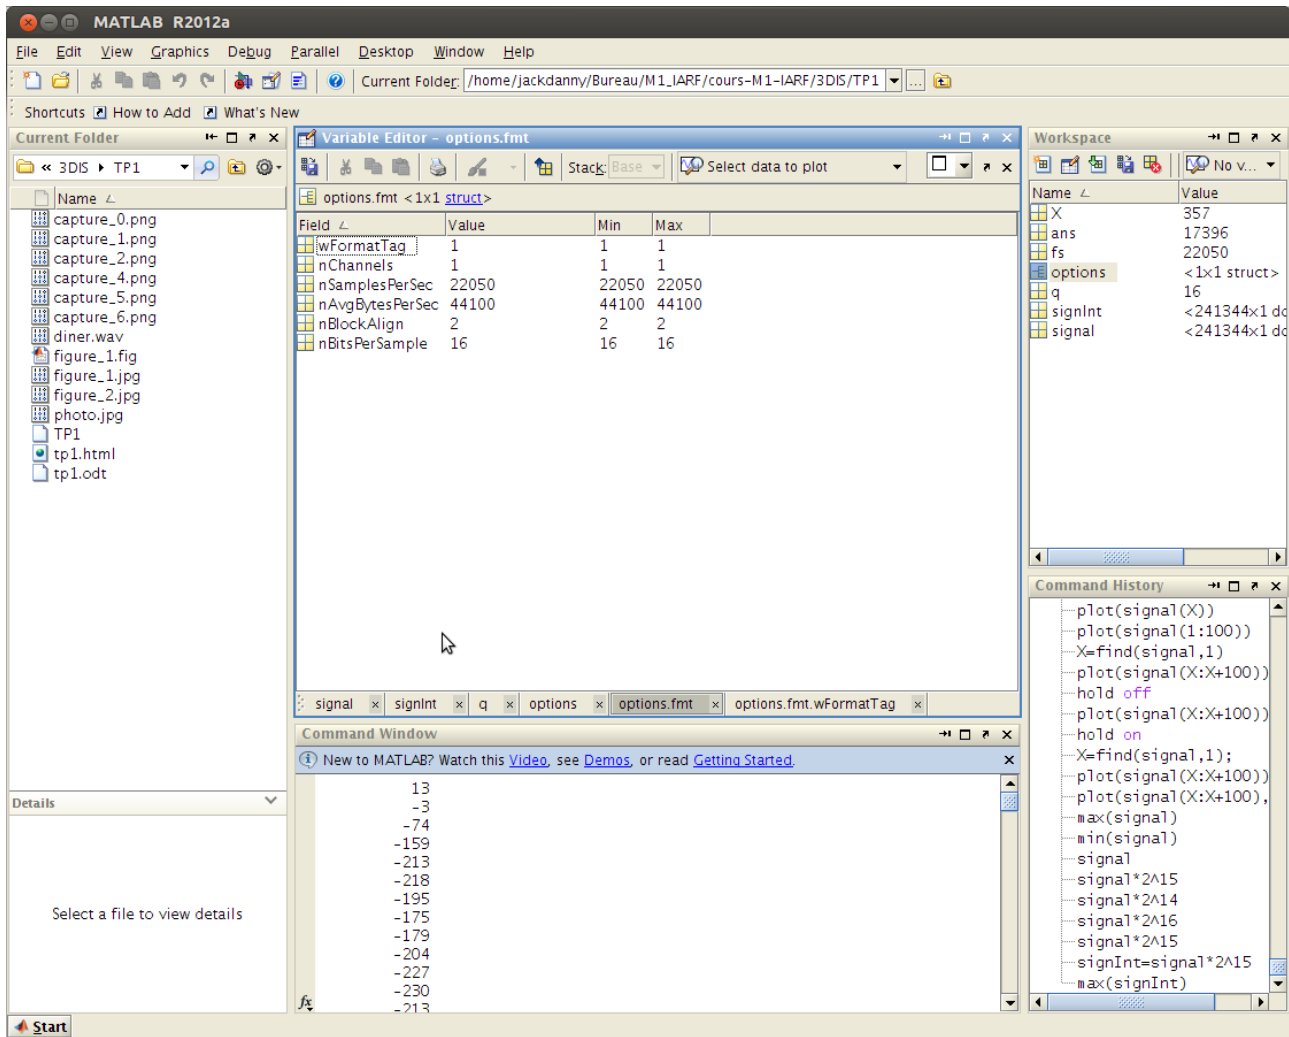 MATLAB R2012a
File Edit View Graphics Debug Parallel Desktop Window Help
Current Folder: /home/jackdanny/Bureau/M1_IARF/cours-M1-IARF/3DIS/TP1 ...
Shortcuts How to Add What's New
Current Folder
« 3DIS TP1
Name
capture_0.png
capture_1.png
capture_2.png
capture_4.png
capture_5.png
capture_6.png
diner.wav
figure_1.fig
figure_1.jpg
figure_2.jpg
photo.jpg
TP1
tp1.html
tp1.odt
Details
Select a file to view details
Variable Editor - options.fmt
Stack: Base Select data to plot
options.fmt <1x1 struct>
Field Value Min Max
wFormatTag 1 1 1
nChannels 1 1 1
nSamplesPerSec 22050 22050 22050
nAvgBytesPerSec 44100 44100 44100
nBlockAlign 2 2 2
nBitsPerSample 16 16 16
signal signInt q options options.fmt options.fmt.wFormatTag
Command Window
New to MATLAB? Watch this Video, see Demos, or read Getting Started.
13
-3
-74
-159
-213
-218
-195
-175
-179
-204
-227
-230
-213
fx
Workspace
No v...
Name Value
X 357
ans 17396
fs 22050
options <1x1 struct>
q 16
signInt <241344x1 do
signal <241344x1 do
Command History
plot(signal(X))
plot(signal(1:100))
X=find(signal,1)
plot(signal(X:X+100))
hold off
plot(signal(X:X+100))
hold on
X=find(signal,1);
plot(signal(X:X+100))
plot(signal(X:X+100),
max(signal)
min(signal)
signal
signal*2^15
signal*2^14
signal*2^16
signal*2^15
signInt=signal*2^15
max(signInt)
Start